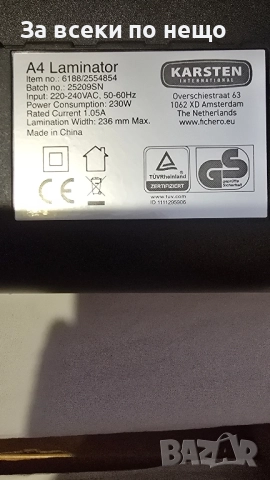 За всеки по нещо
A4 Laminator
Item no.: 6188/2554854
Batch no.: 25209SN
Input: 220-240VAC, 50-60Hz
Power Consumption: 230W
Rated Current 1.05A
Lamination Width: 236 mm Max.
Made in China
KARSTEN
INTERNATIONAL
Overschiestraat 63
1062 XD Amsterdam
The Netherlands
www.fichero.eu
TÜVRheinland
ZERTIFIZIERT
www.tuv.com
ID 1111295806
geprüfte
Sicherheit
BAZAR